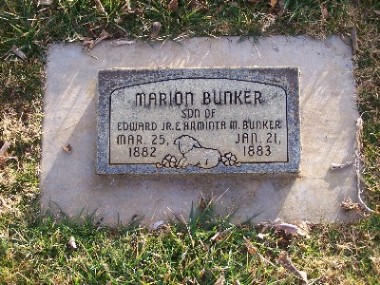 MARION BUNKER
SON OF
EDWARD JR. & ARMINTA M. BUNKER
MAR. 25, JAN. 21,
1882 1883